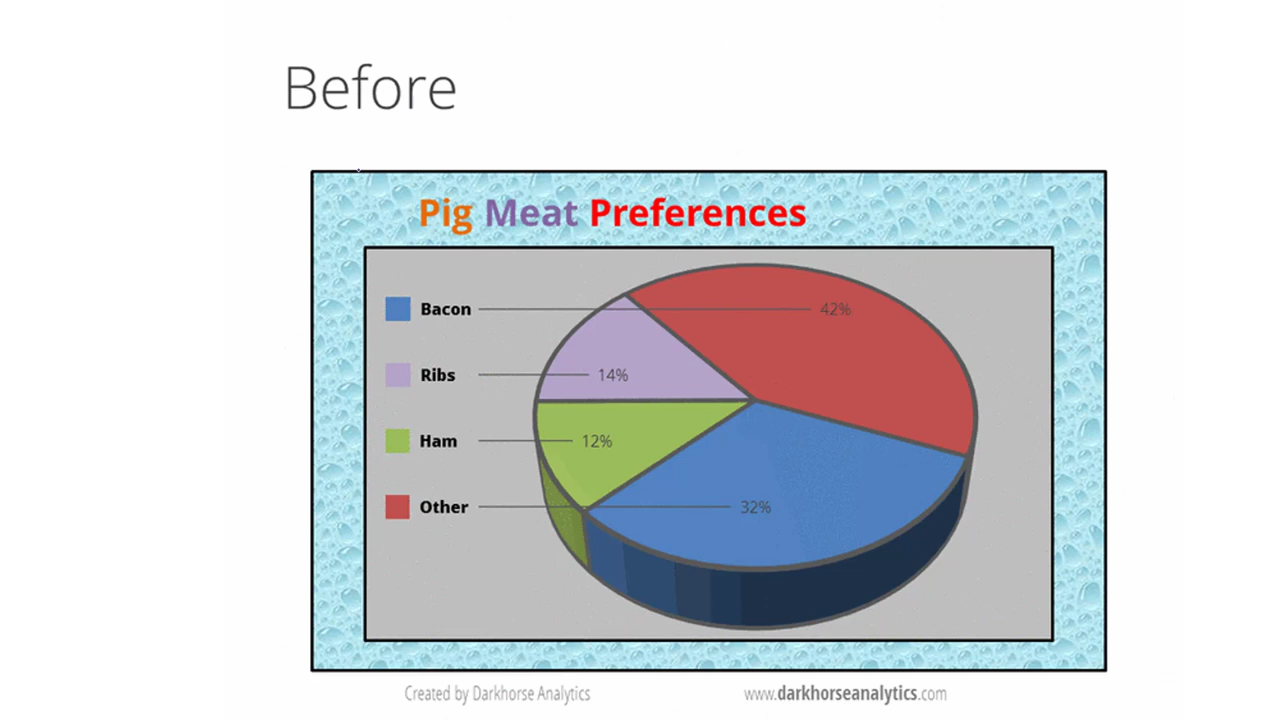 Before
Pig Meat Preferences
Bacon 42%
Ribs 14%
Ham 12%
Other 32%
Created by Darkhorse Analytics www.darkhorseanalytics.com